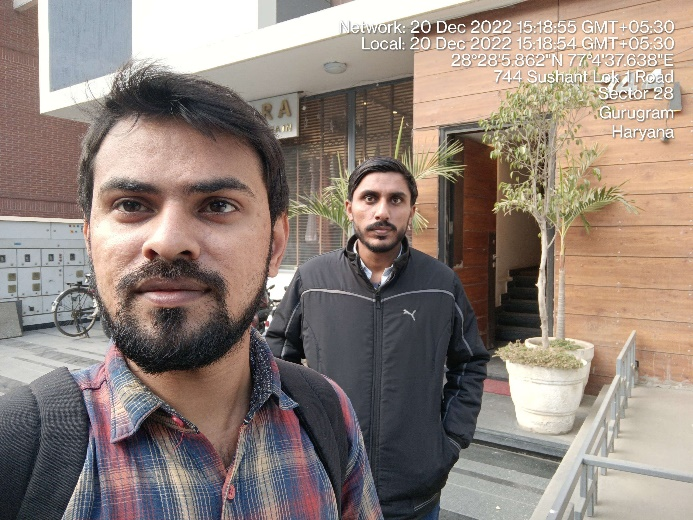 Network: 20 Dec 2022 15:18:55 GMT+05:30
Local: 20 Dec 2022 15:18:54 GMT+05:30
28°28'5.862"N 77°4'37.638"E
744 Sushant Lok 1 Road
Sector 28
Gurugram
Haryana
RA